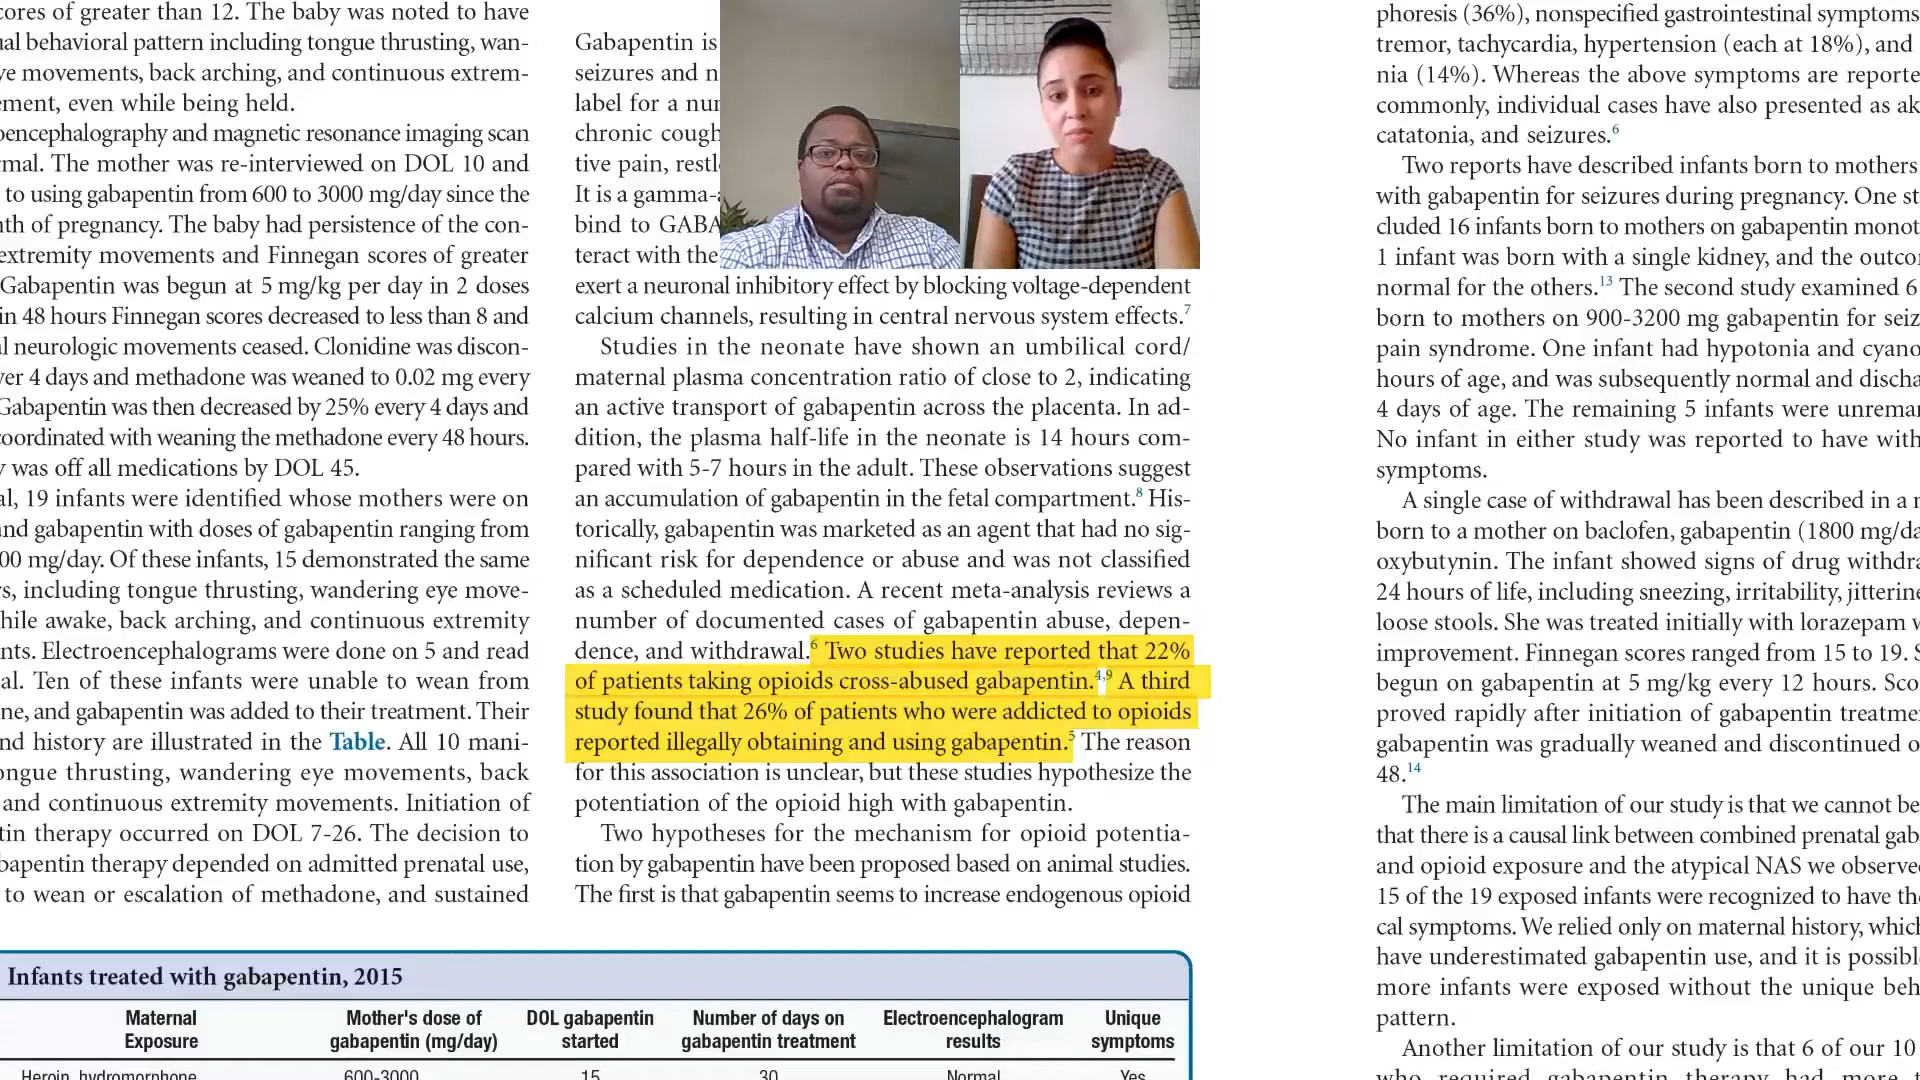 cores of greater than 12. The baby was noted to have
behavioral pattern including tongue thrusting, wan-
movements, back arching, and continuous extrem-
even while being held.
and magnetic resonance imaging scan
The mother was re-interviewed on DOL 10 and
to using gabapentin from 600 to 3000 mg/day since the
of pregnancy. The baby had persistence of the con-
extremity movements and Finnegan scores of greater
Gabapentin was begun at 5 mg/kg per day in 2 doses
in 48 hours Finnegan scores decreased to less than 8 and
neurologic movements ceased. Clonidine was discon-
4 days and methadone was weaned to 0.02 mg every
Gabapentin was then decreased by 25% every 4 days and
coordinated with weaning the methadone every 48 hours.
was off all medications by DOL 45.
19 infants were identified whose mothers were on
and gabapentin with doses of gabapentin ranging from
00 mg/day. Of these infants, 15 demonstrated the same
including tongue thrusting, wandering eye move-
while awake, back arching, and continuous extremity
Electroencephalograms were done on 5 and read
Ten of these infants were unable to wean from
and gabapentin was added to their treatment. Their
and history are illustrated in the Table. All 10 mani-
tongue thrusting, wandering eye movements, back
and continuous extremity movements. Initiation of
therapy occurred on DOL 7-26. The decision to
therapy depended on admitted prenatal use,
to wean or escalation of methadone, and sustained
Gabapentin is
seizures and n
label for a nur
chronic cough
tive pain, restl
It is a gamma-a
bind to GABA
teract with the
exert a neuronal inhibitory effect by blocking voltage-dependent
calcium channels, resulting in central nervous system effects.7
Studies in the neonate have shown an umbilical cord/
maternal plasma concentration ratio of close to 2, indicating
an active transport of gabapentin across the placenta. In ad-
dition, the plasma half-life in the neonate is 14 hours com-
pared with 5-7 hours in the adult. These observations suggest
an accumulation of gabapentin in the fetal compartment.8 His-
torically, gabapentin was marketed as an agent that had no sig-
nificant risk for dependence or abuse and was not classified
as a scheduled medication. A recent meta-analysis reviews a
number of documented cases of gabapentin abuse, depen-
dence, and withdrawal.6 Two studies have reported that 22%
of patients taking opioids cross-abused gabapentin.4,9 A third
study found that 26% of patients who were addicted to opioids
reported illegally obtaining and using gabapentin.5 The reason
for this association is unclear, but these studies hypothesize the
potentiation of the opioid high with gabapentin.
Two hypotheses for the mechanism for opioid potentia-
tion by gabapentin have been proposed based on animal studies.
The first is that gabapentin seems to increase endogenous opioid
phoresis (36%), nonspecified gastrointestinal symptoms
tremor, tachycardia, hypertension (each at 18%), and
nia (14%). Whereas the above symptoms are reporte
commonly, individual cases have also presented as ak
catatonia, and seizures.6
Two reports have described infants born to mothers
with gabapentin for seizures during pregnancy. One st
cluded 16 infants born to mothers on gabapentin monot
1 infant was born with a single kidney, and the outcor
normal for the others.13 The second study examined 6
born to mothers on 900-3200 mg gabapentin for seiz
pain syndrome. One infant had hypotonia and cyano
hours of age, and was subsequently normal and discha
4 days of age. The remaining 5 infants were unremar
No infant in either study was reported to have with
symptoms.
A single case of withdrawal has been described in a
born to a mother on baclofen, gabapentin (1800 mg/da
oxybutynin. The infant showed signs of drug withdra
24 hours of life, including sneezing, irritability, jitterine
loose stools. She was treated initially with lorazepam
improvement. Finnegan scores ranged from 15 to 19.
begun on gabapentin at 5 mg/kg every 12 hours. Sco
proved rapidly after initiation of gabapentin treatme
gabapentin was gradually weaned and discontinued o
48.14
The main limitation of our study is that we cannot be
that there is a causal link between combined prenatal gab
and opioid exposure and the atypical NAS we observe
15 of the 19 exposed infants were recognized to have the
cal symptoms. We relied only on maternal history, which
have underestimated gabapentin use, and it is possible
more infants were exposed without the unique beh
pattern.
Another limitation of our study is that 6 of our 10
who required gabapentin therapy had more
Infants treated with gabapentin, 2015
Maternal Exposure
Mother's dose of gabapentin (mg/day)
DOL gabapentin started
Number of days on gabapentin treatment
Electroencephalogram results
Unique symptoms
Heroin, hydromorphone 600-3000 15 30 Normal Yes